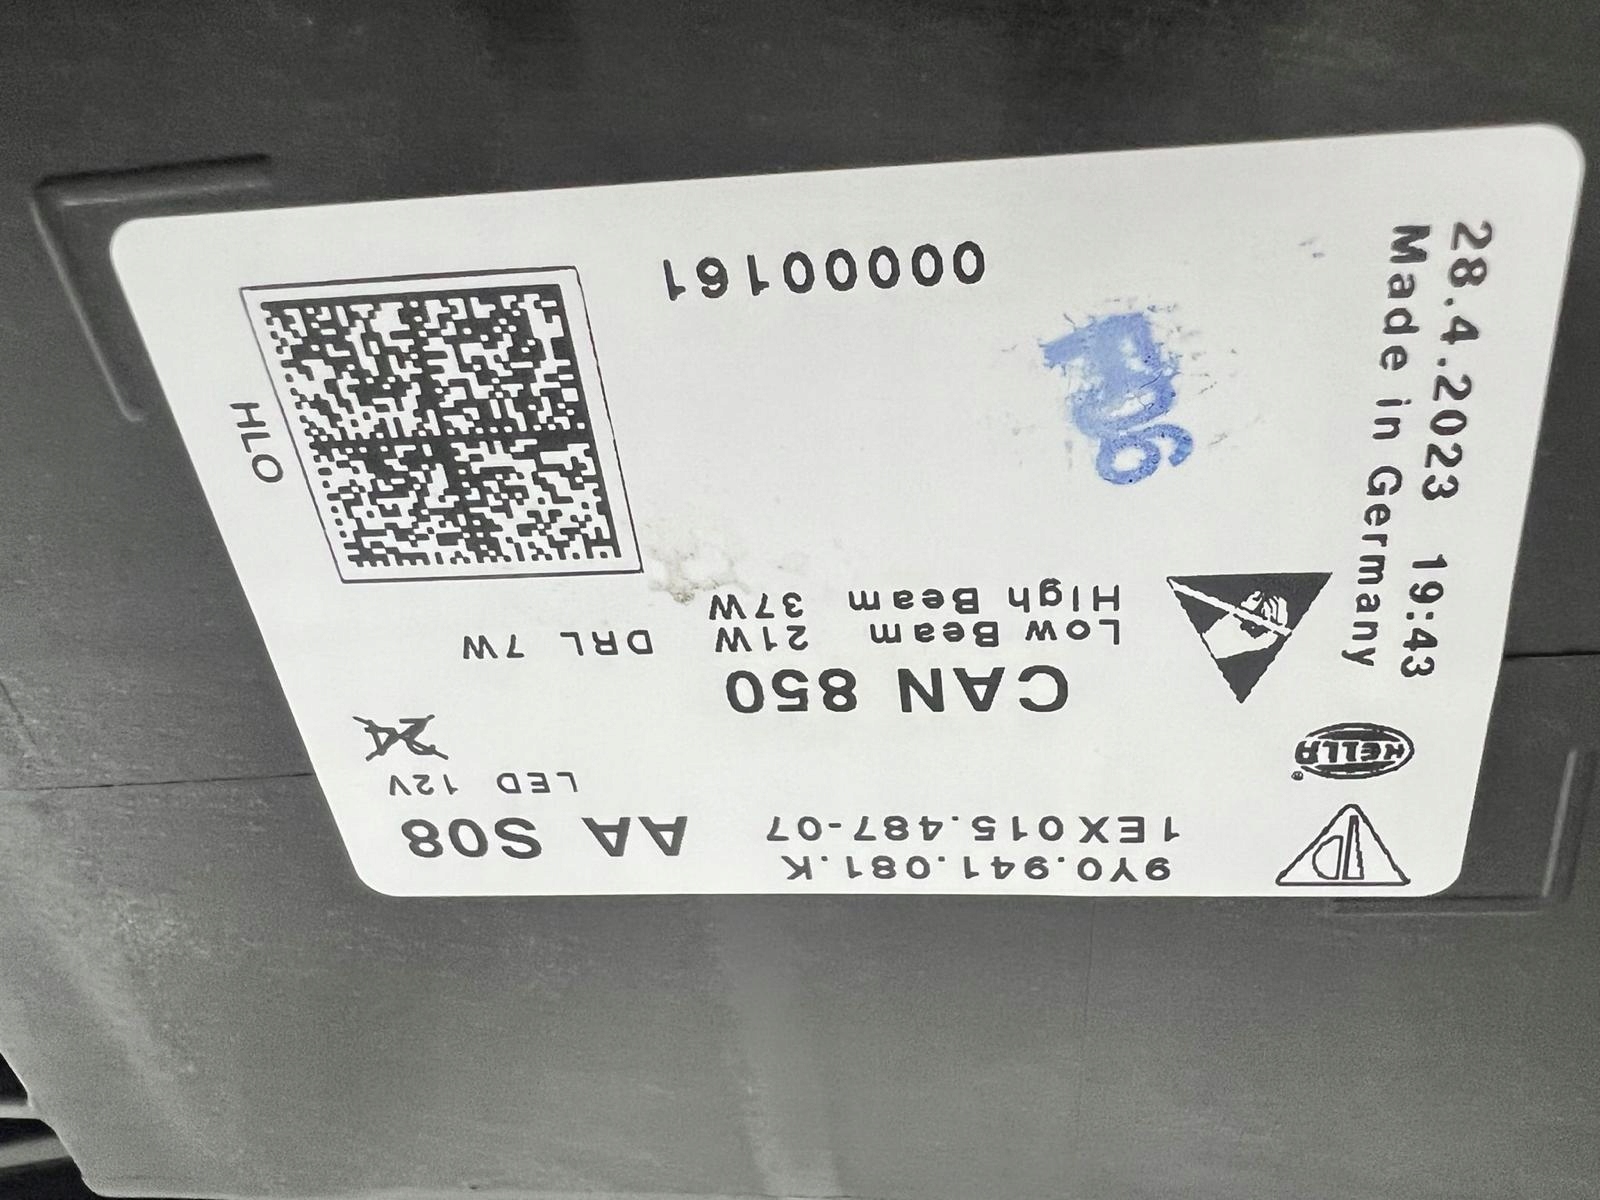 9Y0.941.081.K
1EX015.487-07
AA S08
LED 12V
24
HELLA
®
CAN 850
Low Beam 21W DRL 7W
High Beam 37W
HLO
00000161
28.4.2023 19:43
Made in Germany